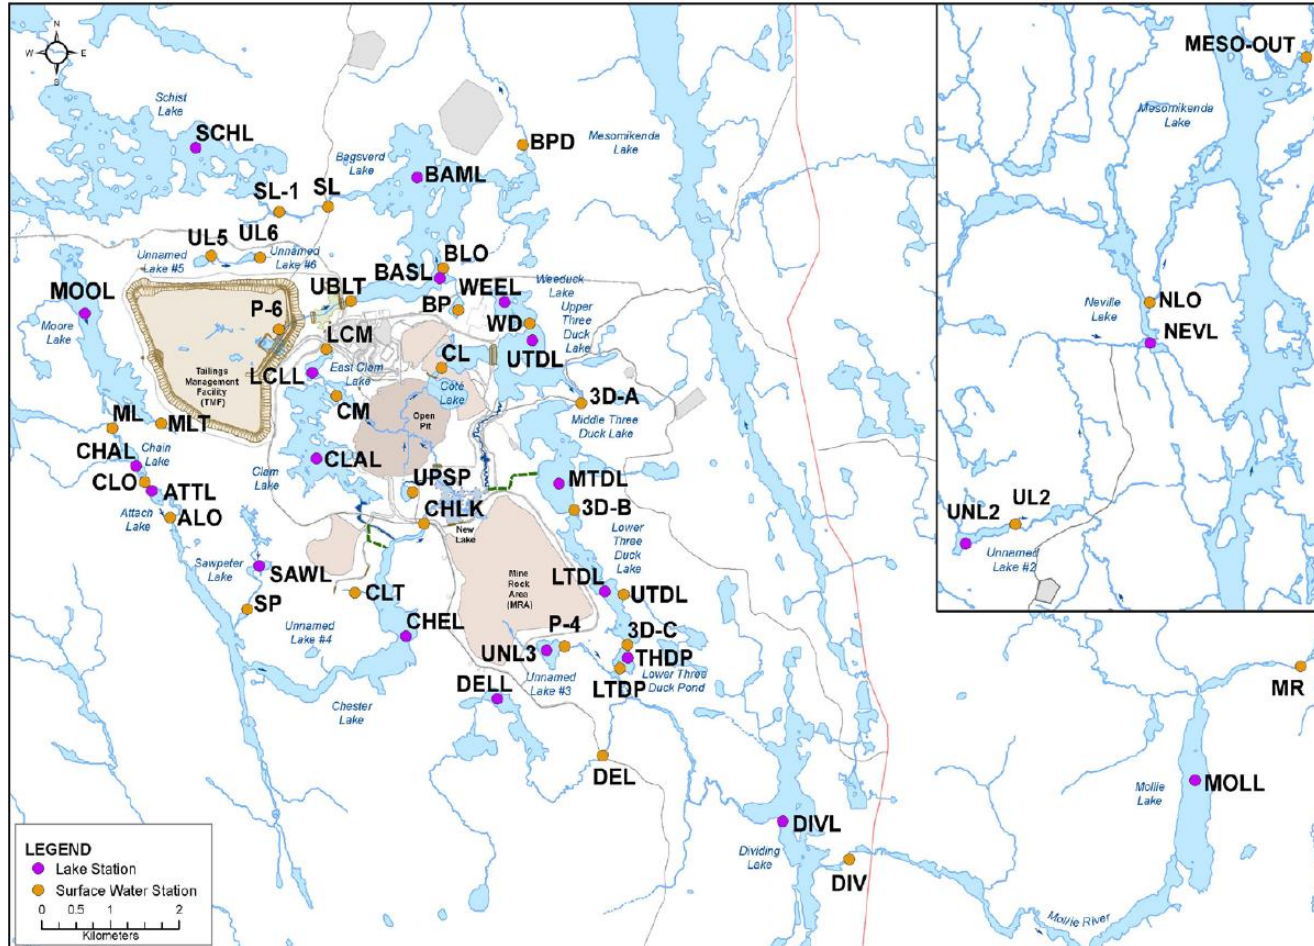 N
W
E
S
Schist
Lake
SCHL
Bagsverd
Lake
BAML
BPD
Mesomikenda
Lake
SL-1
SL
UL5
UL6
Unnamed
Lake #5
Unnamed
Lake #6
BLO
BASL
UBLT
BP
WEEL
Weeduck
Lake
Upper
Three
Duck
Lake
WD
UTDL
MOOL
Moore
Lake
P-6
Tailings
Management
Facility
(TMF)
LCM
LCLL
East Clam
Lake
CL
Côté
Lake
CM
Open
Pit
3D-A
Middle Three
Duck Lake
ML
MLT
CHAL
Chain
Lake
CLO
ATTL
Attach
Lake
ALO
CLAL
Clam
Lake
UPSP
CHLK
New
Lake
MTDL
3D-B
Lower
Three
Duck
Lake
Sawpeter
Lake
SAWL
SP
CLT
Unnamed
Lake #4
CHEL
Chester
Lake
Mine
Rock
Area
(MRA)
LTDL
UTDL
P-4
UNL3
Unnamed
Lake #3
3D-C
THDP
LTDP
Lower Three
Duck Pond
DELL
DEL
DIVL
Dividing
Lake
DIV
Mollie River
Mollie
Lake
MOLL
MR
MESO-OUT
Mesomikenda
Lake
NLO
Neville
Lake
NEVL
UNL2
UL2
Unnamed
Lake #2
LEGEND
Lake Station
Surface Water Station
0 0.5 1 2
Kilometers